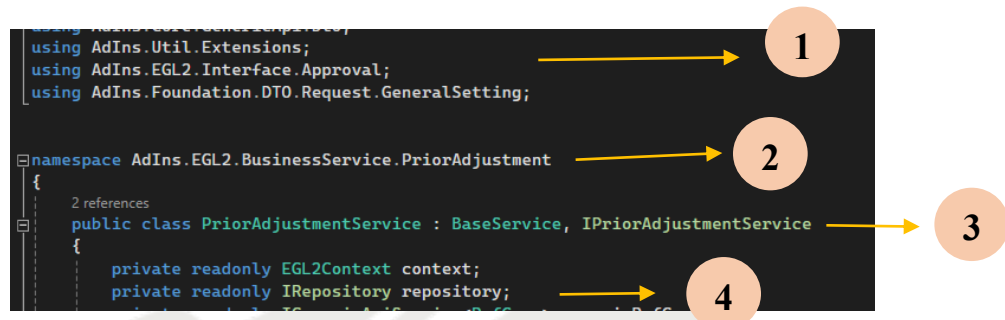 using AdIns.Util.Extensions;
using AdIns.EGL2.Interface.Approval;
using AdIns.Foundation.DTO.Request.GeneralSetting;
1
namespace AdIns.EGL2.BusinessService.PriorAdjustment
2
{
2 references
public class PriorAdjustmentService : BaseService, IPriorAdjustmentService
3
{
private readonly EGL2Context context;
private readonly IRepository repository;
4